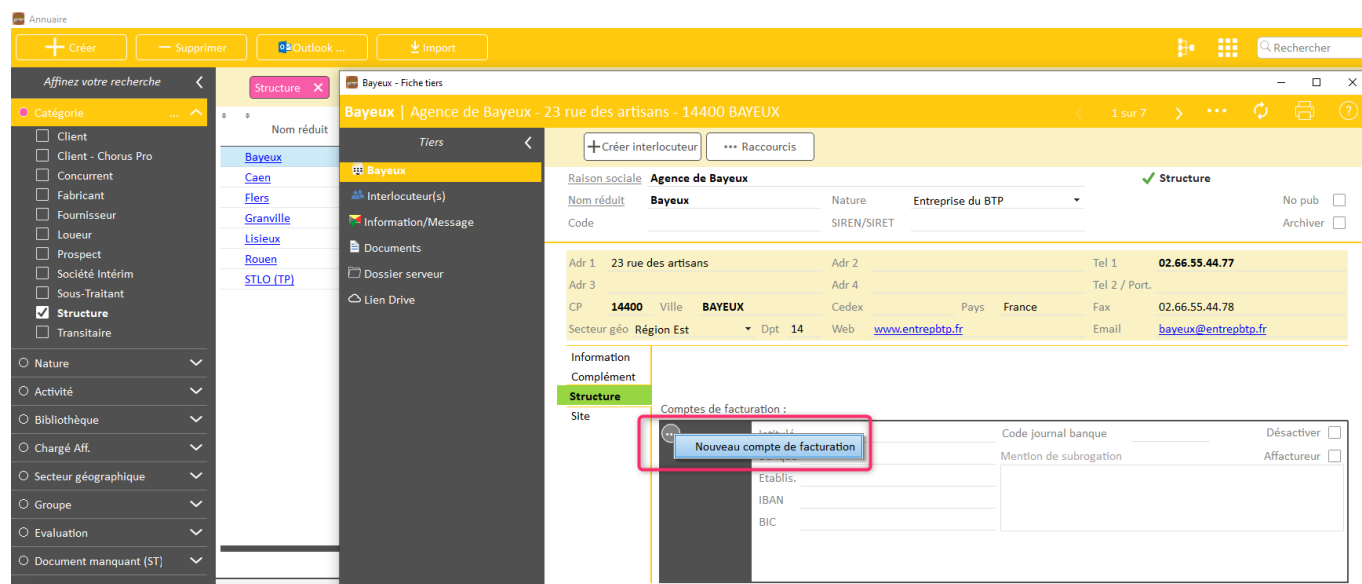 Annuaire
Créer
Supprimer
Outlook ...
Import
Rechercher
Affinez votre recherche
Structure
Catégorie ...
Client
Client - Chorus Pro
Concurrent
Fabricant
Fournisseur
Loueur
Prospect
Société Intérim
Sous-Traitant
Structure
Transitaire
Nature
Activité
Bibliothèque
Chargé Aff.
Secteur géographique
Groupe
Evaluation
Document manquant (ST)
Nom réduit
Bayeux
Caen
Flers
Granville
Lisieux
Rouen
STLO (TP)
Bayeux - Fiche tiers
Bayeux | Agence de Bayeux - 23 rue des artisans - 14400 BAYEUX
1 sur 7
Tiers
Bayeux
Interlocuteur(s)
Information/Message
Documents
Dossier serveur
Lien Drive
Créer interlocuteur
Raccourcis
Raison sociale Agence de Bayeux
Structure
Nom réduit Bayeux Nature Entreprise du BTP No pub
Code SIREN/SIRET Archiver
Adr 1 23 rue des artisans Adr 2 Tel 1 02.66.55.44.77
Adr 3 Adr 4 Tel 2 / Port.
CP 14400 Ville BAYEUX Cedex Pays France Fax 02.66.55.44.78
Secteur géo Région Est Dpt 14 Web www.entrepbtp.fr Email bayeux@entrepbtp.fr
Information
Complément
Structure
Site
Comptes de facturation :
Nouveau compte de facturation
Code journal banque Désactiver
Mention de subrogation Affactureur
Etablis.
IBAN
BIC